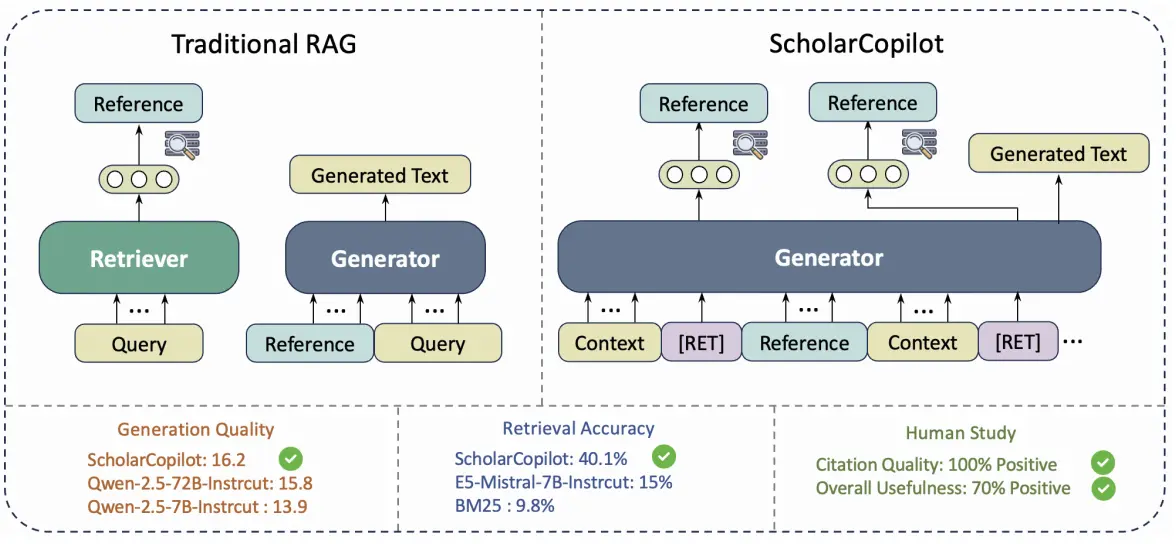 Traditional RAG
Reference
Generated Text
Retriever
Generator
...
...
...
Query
Reference
Query
ScholarCopilot
Reference
Reference
Generated Text
Generator
...
...
...
Context
[RET]
Reference
Context
[RET]
...
Generation Quality
ScholarCopilot: 16.2
Qwen-2.5-72B-Instrcut: 15.8
Qwen-2.5-7B-Instrcut : 13.9
Retrieval Accuracy
ScholarCopilot: 40.1%
E5-Mistral-7B-Instrcut: 15%
BM25 : 9.8%
Human Study
Citation Quality: 100% Positive
Overall Usefulness: 70% Positive